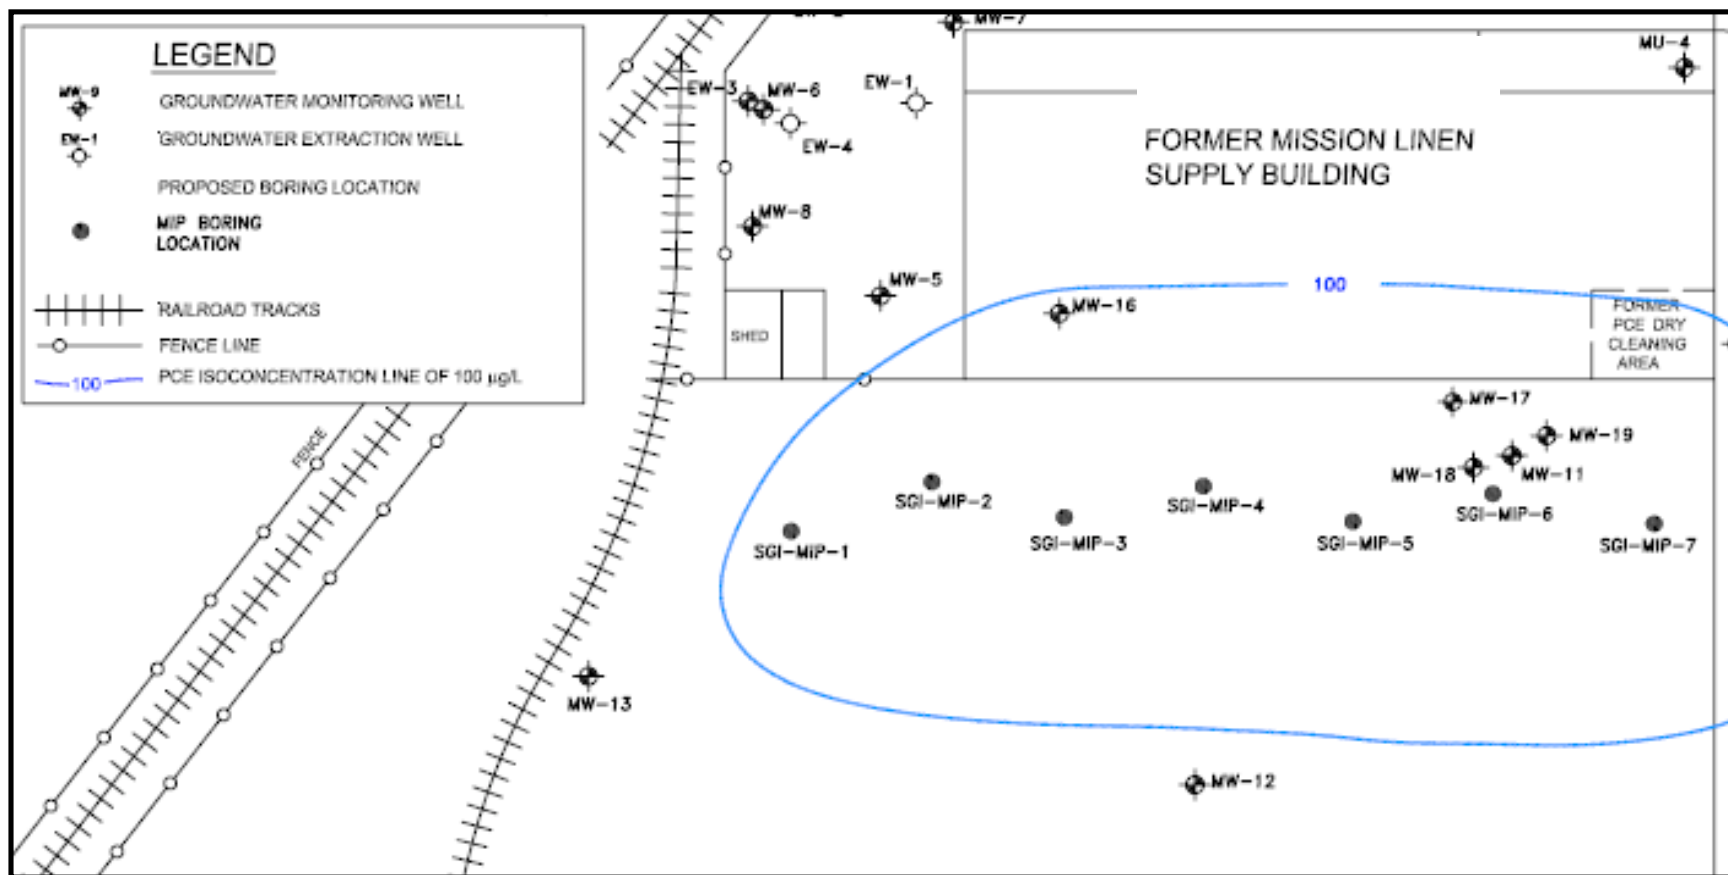 LEGEND
MW-9
GROUNDWATER MONITORING WELL
EW-1
GROUNDWATER EXTRACTION WELL
PROPOSED BORING LOCATION
MIP BORING
LOCATION
RAILROAD TRACKS
FENCE LINE
100
PCE ISOCONCENTRATION LINE OF 100 µg/L
MW-7
MU-4
EW-3
MW-6
EW-1
EW-4
FORMER MISSION LINEN
SUPPLY BUILDING
MW-8
MW-5
100
MW-16
FORMER
PCE DRY
CLEANING
AREA
SHED
MW-17
FENCE
MW-19
MW-18
MW-11
SGI-MIP-2
SGI-MIP-4
SGI-MIP-6
SGI-MIP-1
SGI-MIP-3
SGI-MIP-5
SGI-MIP-7
MW-13
MW-12